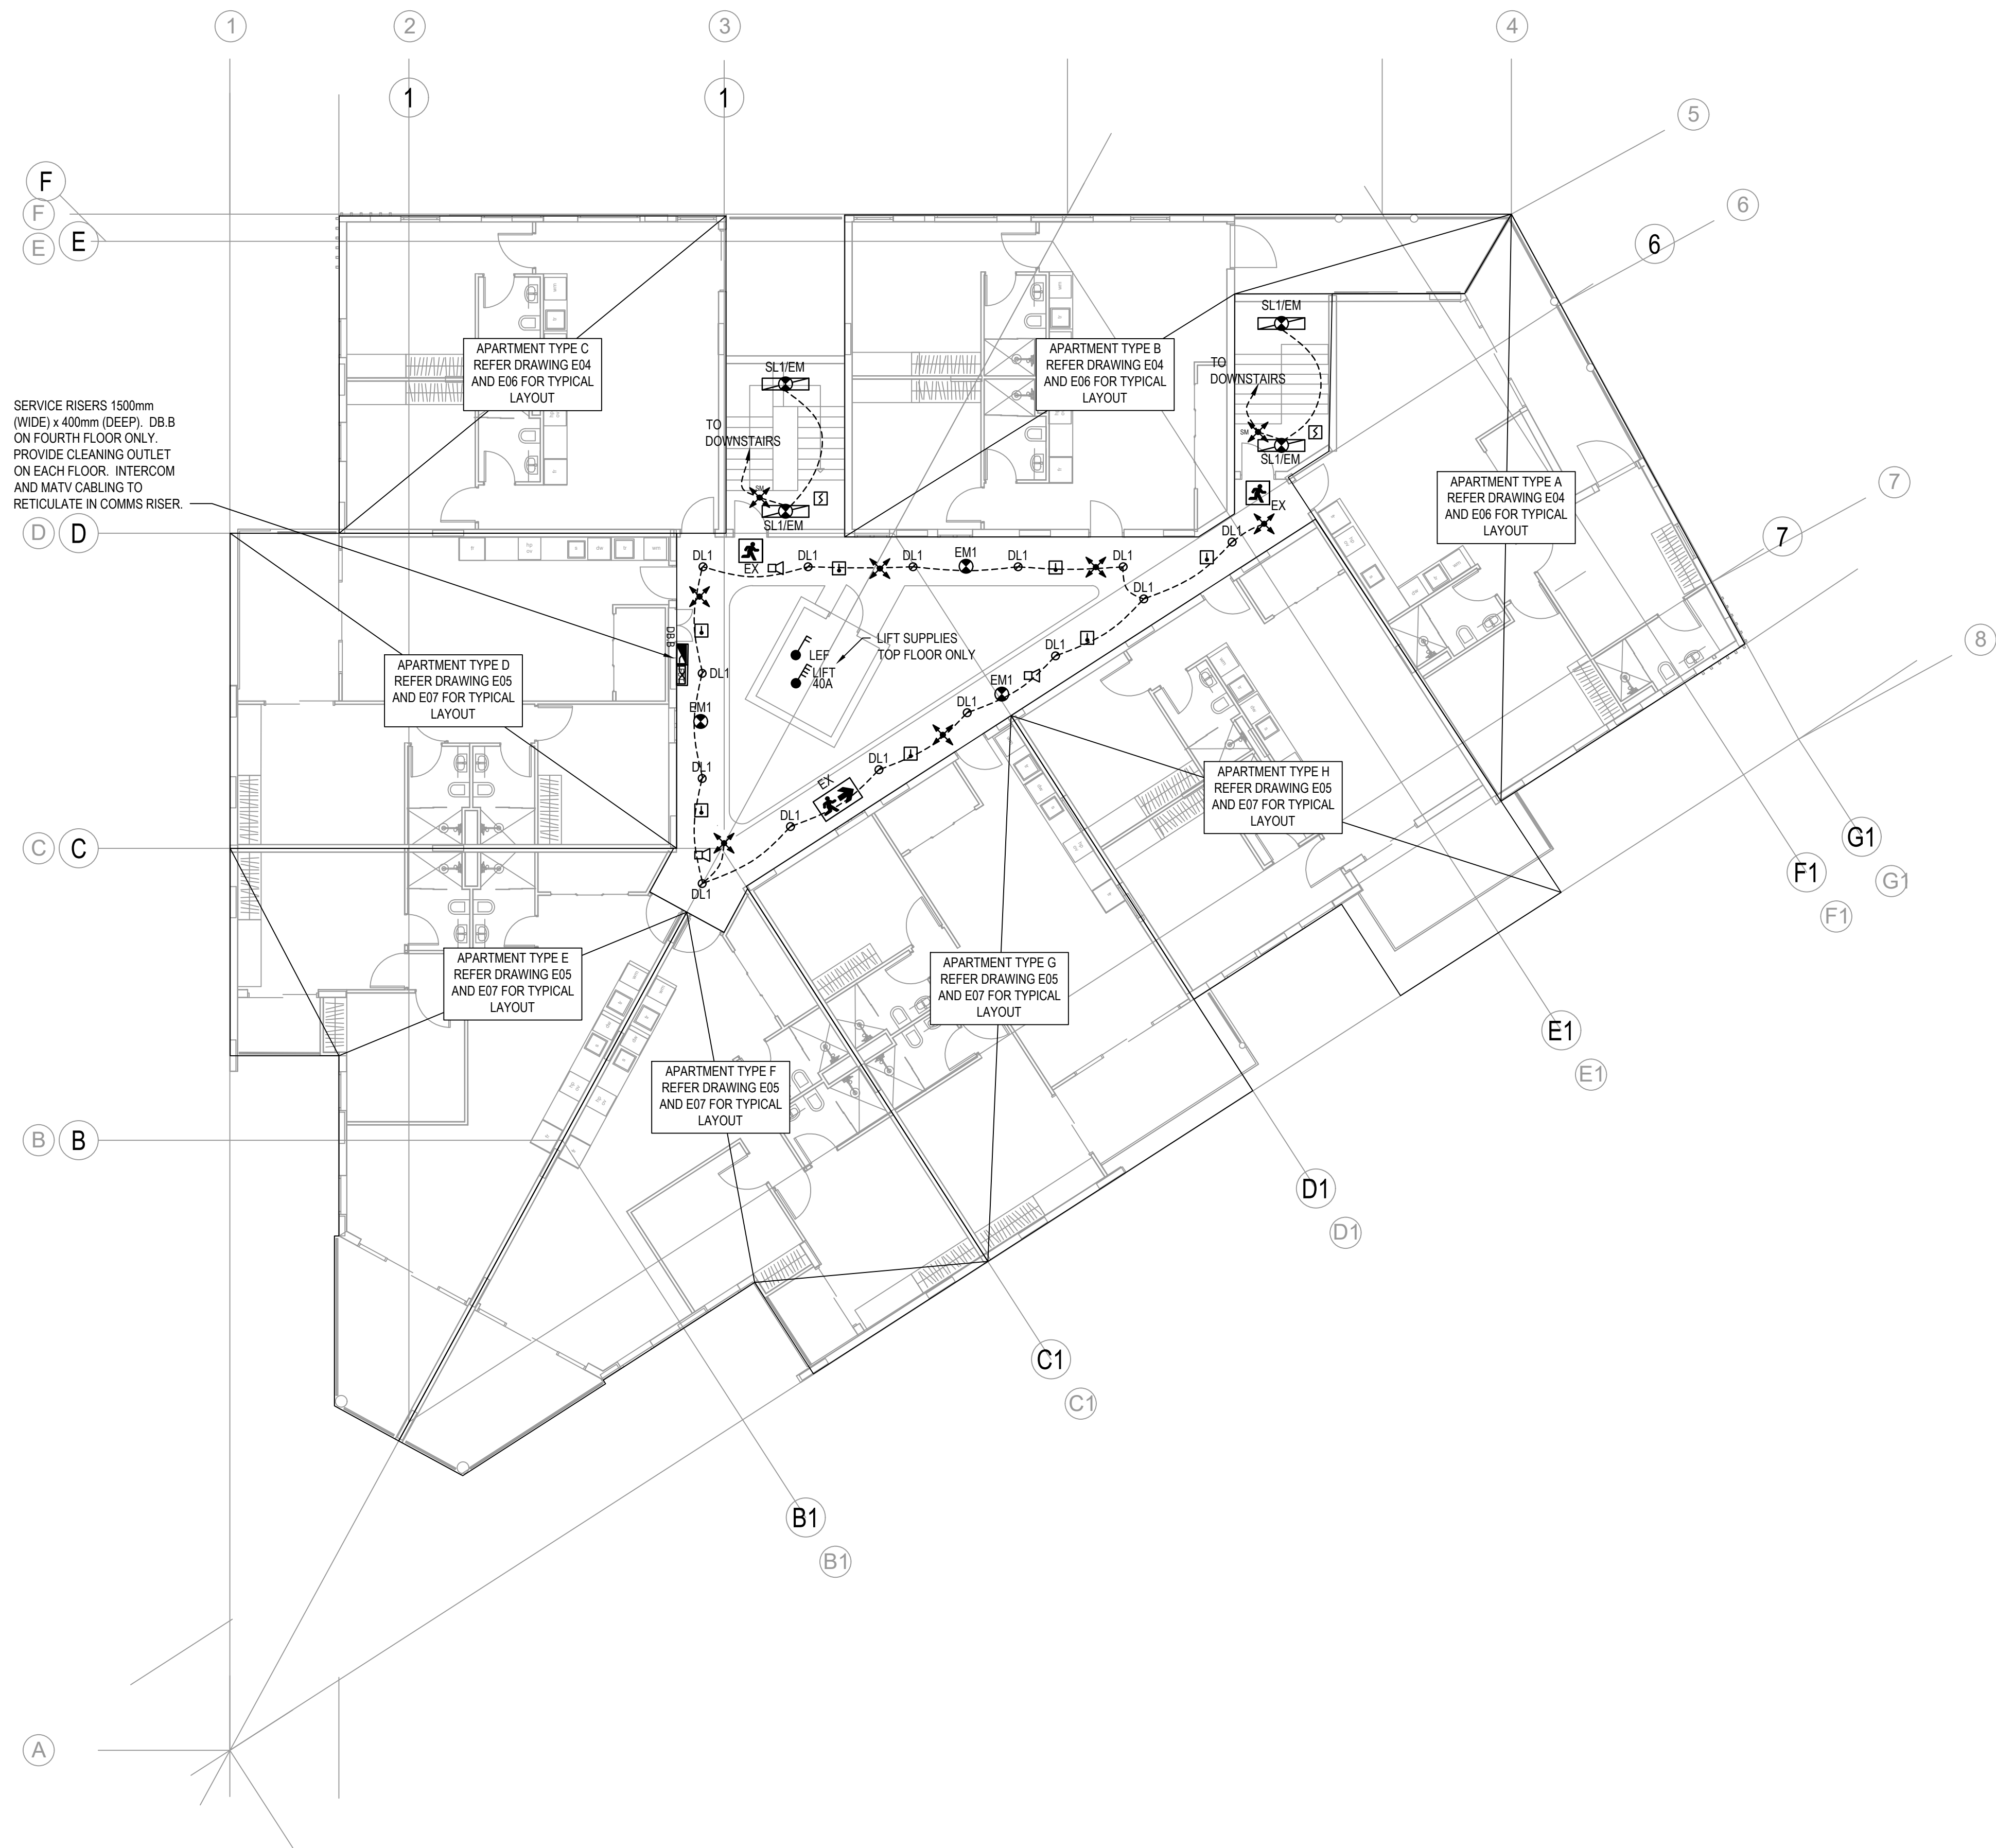 1
2
3
4
1
1
5
6
6
F
F
E
E
SL1/EM
SL1/EM
TO
DOWNSTAIRS
TO
DOWNSTAIRS
SM
SL1/EM
SM
SL1/EM
APARTMENT TYPE C
REFER DRAWING E04
AND E06 FOR TYPICAL
LAYOUT
APARTMENT TYPE B
REFER DRAWING E04
AND E06 FOR TYPICAL
LAYOUT
SERVICE RISERS 1500mm
(WIDE) x 400mm (DEEP). DB.B
ON FOURTH FLOOR ONLY.
PROVIDE CLEANING OUTLET
ON EACH FLOOR. INTERCOM
AND MATV CABLING TO
RETICULATE IN COMMS RISER.
APARTMENT TYPE A
REFER DRAWING E04
AND E06 FOR TYPICAL
LAYOUT
7
7
8
D
D
EX
DL1
DL1
EX
DL1
DL1
EM1
DL1
DL1
DL1
DL1
DB.B
DL1
EM1
DL1
F
LEF
E
LIFT
40A
LIFT SUPPLIES
TOP FLOOR ONLY
EM1
DL1
DL1
EX
DL1
DL1
DL1
APARTMENT TYPE D
REFER DRAWING E05
AND E07 FOR TYPICAL
LAYOUT
APARTMENT TYPE H
REFER DRAWING E05
AND E07 FOR TYPICAL
LAYOUT
C
C
G1
G1
F1
F1
APARTMENT TYPE E
REFER DRAWING E05
AND E07 FOR TYPICAL
LAYOUT
APARTMENT TYPE G
REFER DRAWING E05
AND E07 FOR TYPICAL
LAYOUT
APARTMENT TYPE F
REFER DRAWING E05
AND E07 FOR TYPICAL
LAYOUT
E1
E1
B
B
D1
D1
C1
C1
B1
B1
A